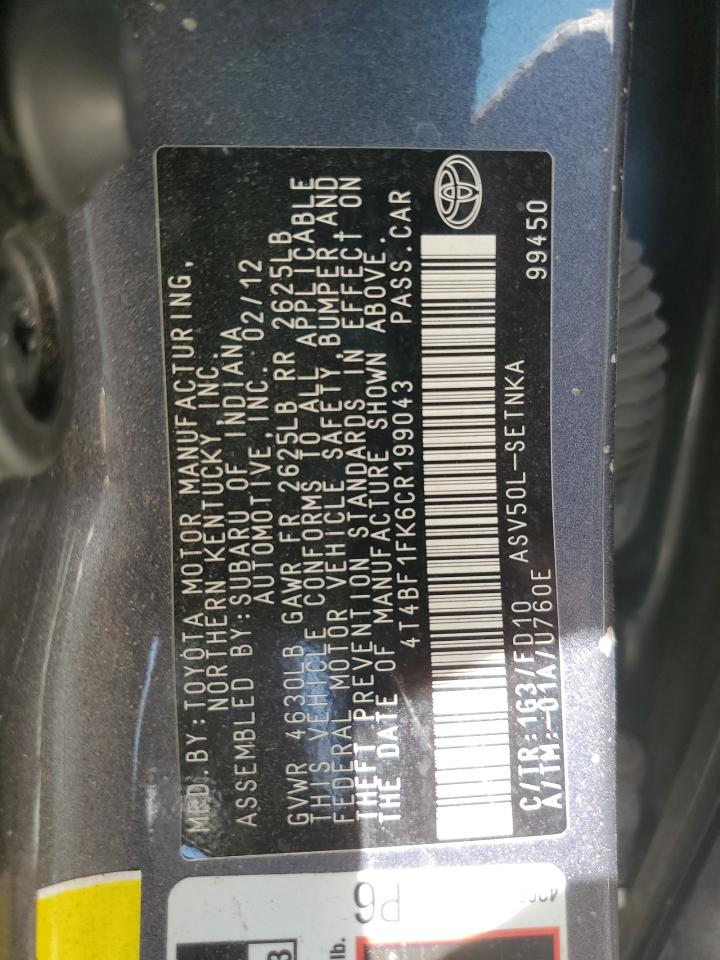 MFD.BY:TOYOTA MOTOR MANUFACTURING,
NORTHERN KENTUCKY, INC.
ASSEMBLED BY:SUBARU OF INDIANA
AUTOMOTIVE,INC. 02/12
GVWR 4630LB GAWR FR 2625LB RR 2625LB
THIS VEHICLE CONFORMS TO ALL APPLICABLE
FEDERAL MOTOR VEHICLE SAFETY,BUMPER,AND
THEFT PREVENTION STANDARDS IN EFFECT ON
THE DATE OF MANUFACTURE SHOWN ABOVE.
4T4BF1FK6CR199043 PASS.CAR
C/TR:1G3/FD10 ASV50L-SETNKA 99450
A/TM:-01A/U760E
P6
lb.